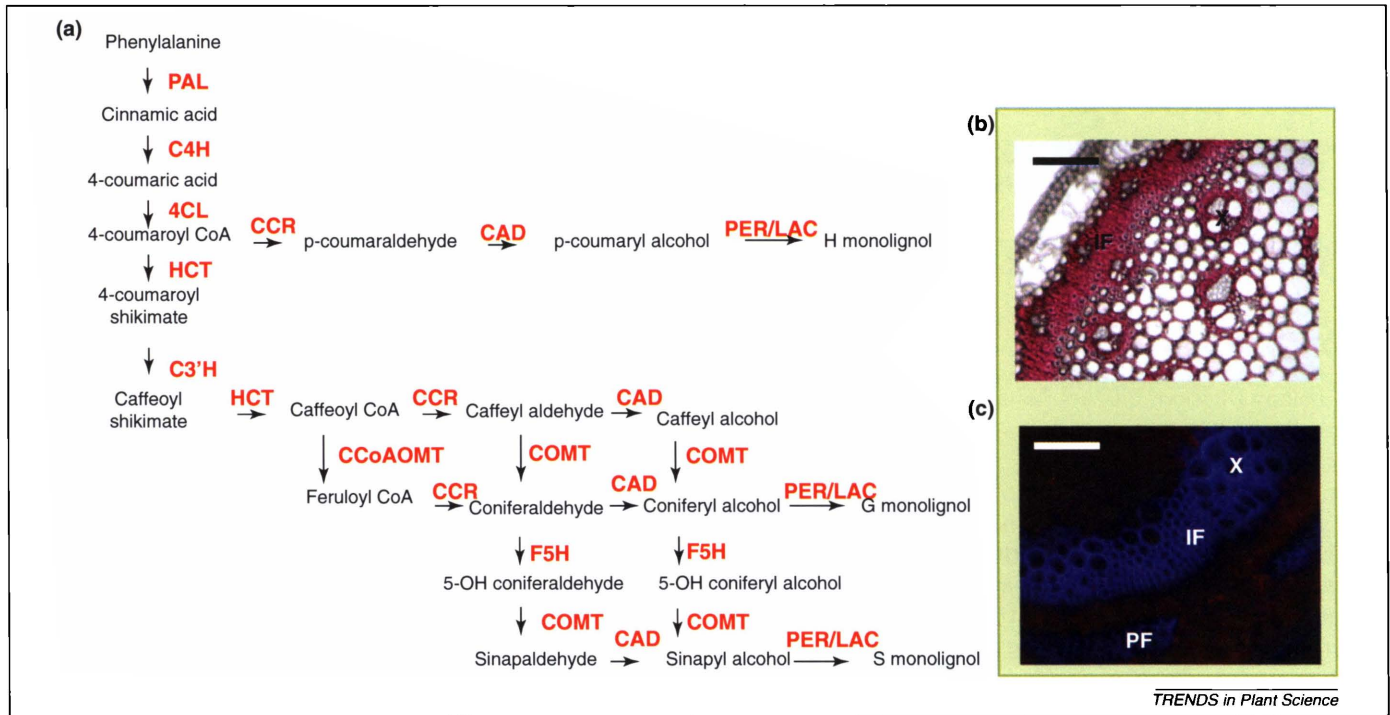 (a)
Phenylalanine
PAL
Cinnamic acid
C4H
4-coumaric acid
4CL
4-coumaroyl CoA
CCR
p-coumaraldehyde
CAD
p-coumaryl alcohol
PER/LAC
H monolignol
HCT
4-coumaroyl
shikimate
C3'H
Caffeoyl
shikimate
HCT
Caffeoyl CoA
CCR
Caffeyl aldehyde
CAD
Caffeyl alcohol
CCoAOMT
COMT
COMT
Feruloyl CoA
CCR
Coniferaldehyde
CAD
Coniferyl alcohol
PER/LAC
G monolignol
F5H
F5H
5-OH coniferaldehyde
5-OH coniferyl alcohol
COMT
COMT
Sinapaldehyde
CAD
Sinapyl alcohol
PER/LAC
S monolignol
(b)
X
IF
(c)
X
IF
PF
TRENDS in Plant Science